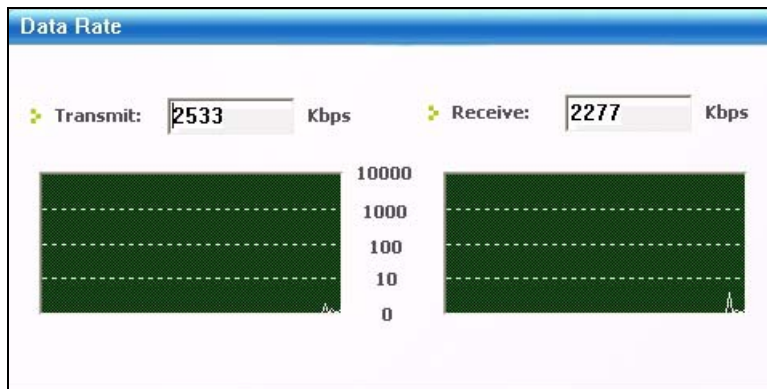 Data Rate
Transmit: 2533 Kbps
Receive: 2277 Kbps
10000
1000
100
10
0